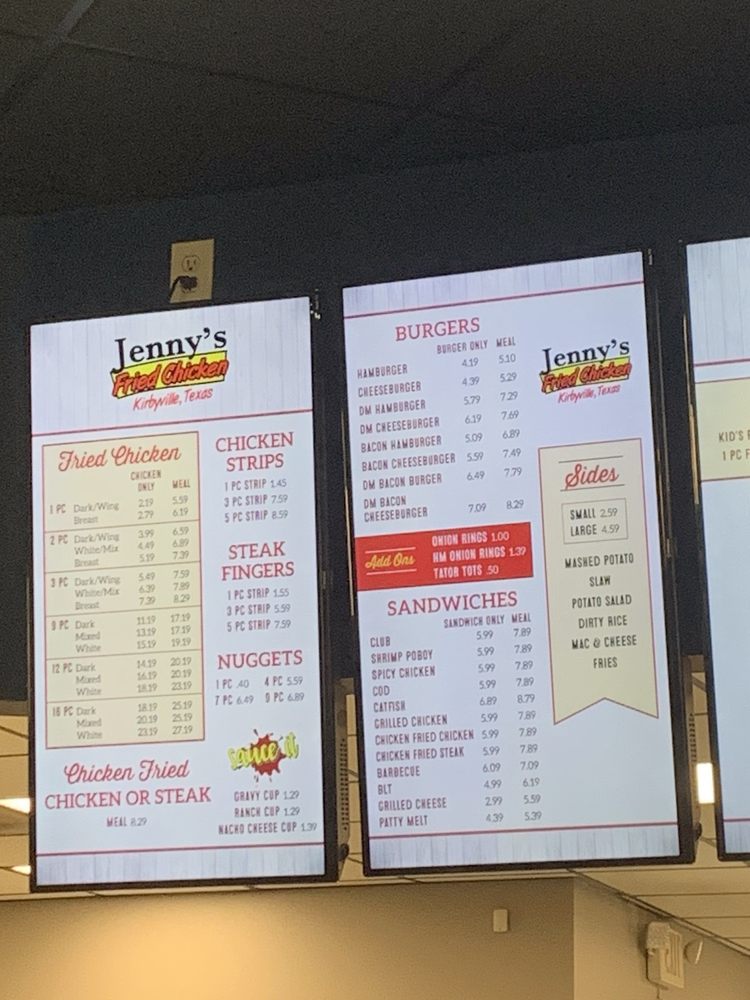 Jenny's
Fried Chicken
Kirbyville, Texas
Fried Chicken
CHICKEN ONLY MEAL
1 PC Dark/Wing 2.19 5.59
Breast 2.79 6.19
2 PC Dark/Wing 3.99 6.59
White/Mix 4.49 6.89
Breast 5.19 7.39
3 PC Dark/Wing 5.49 7.59
White/Mix 6.39 7.89
Breast 7.39 8.29
9 PC Dark 11.19 17.19
Mixed 13.19 17.19
White 15.19 19.19
12 PC Dark 14.19 20.19
Mixed 16.19 20.19
White 18.19 23.19
16 PC Dark 18.19 25.19
Mixed 20.19 25.19
White 23.19 27.19
Chicken Fried
CHICKEN OR STEAK
MEAL 8.29
CHICKEN
STRIPS
1 PC STRIP 1.45
3 PC STRIP 7.59
5 PC STRIP 8.59
STEAK
FINGERS
1 PC STRIP 1.55
3 PC STRIP 5.59
5 PC STRIP 7.59
NUGGETS
1 PC .40 4 PC 5.59
7 PC 6.49 9 PC 6.89
Sauce it
GRAVY CUP 1.29
RANCH CUP 1.29
NACHO CHEESE CUP 1.39
BURGERS
BURGER ONLY MEAL
HAMBURGER 4.19 5.10
CHEESEBURGER 4.39 5.29
DM HAMBURGER 5.79 7.29
DM CHEESEBURGER 6.19 7.69
BACON HAMBURGER 5.09 6.89
BACON CHEESEBURGER 5.59 7.49
DM BACON BURGER 6.49 7.79
DM BACON
CHEESEBURGER 7.09 8.29
Add Ons
ONION RINGS 1.00
HM ONION RINGS 1.39
TATOR TOTS .50
SANDWICHES
SANDWICH ONLY MEAL
CLUB 5.99 7.89
SHRIMP POBOY 5.99 7.89
SPICY CHICKEN 5.99 7.89
COD 5.99 7.89
CATFISH 6.89 8.79
GRILLED CHICKEN 5.99 7.89
CHICKEN FRIED CHICKEN 5.99 7.89
CHICKEN FRIED STEAK 5.99 7.89
BARBECUE 6.09 7.09
BLT 4.99 6.19
GRILLED CHEESE 2.99 5.59
PATTY MELT 4.39 5.39
Jenny's
Fried Chicken
Kirbyville, Texas
Sides
SMALL 2.59
LARGE 4.59
MASHED POTATO
SLAW
POTATO SALAD
DIRTY RICE
MAC & CHEESE
FRIES
KID'S
1 PC